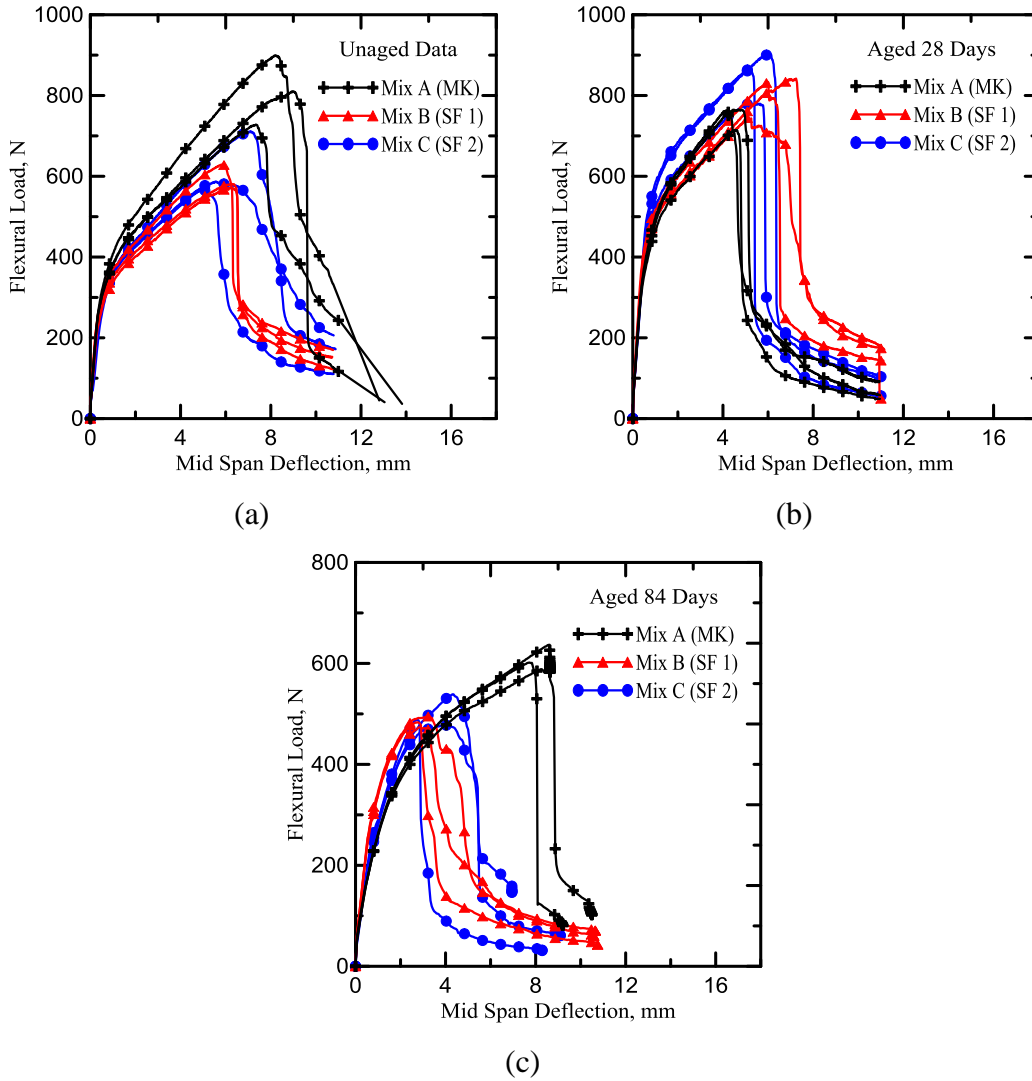 1000
800
600
400
200
0
0 4 8 12 16
Flexural Load, N
Mid Span Deflection, mm
Unaged Data
Mix A (MK)
Mix B (SF 1)
Mix C (SF 2)
(a)
1000
800
600
400
200
0
0 4 8 12 16
Flexural Load, N
Mid Span Deflection, mm
Aged 28 Days
Mix A (MK)
Mix B (SF 1)
Mix C (SF 2)
(b)
800
600
400
200
0
0 4 8 12 16
Flexural Load, N
Mid Span Deflection, mm
Aged 84 Days
Mix A (MK)
Mix B (SF 1)
Mix C (SF 2)
(c)